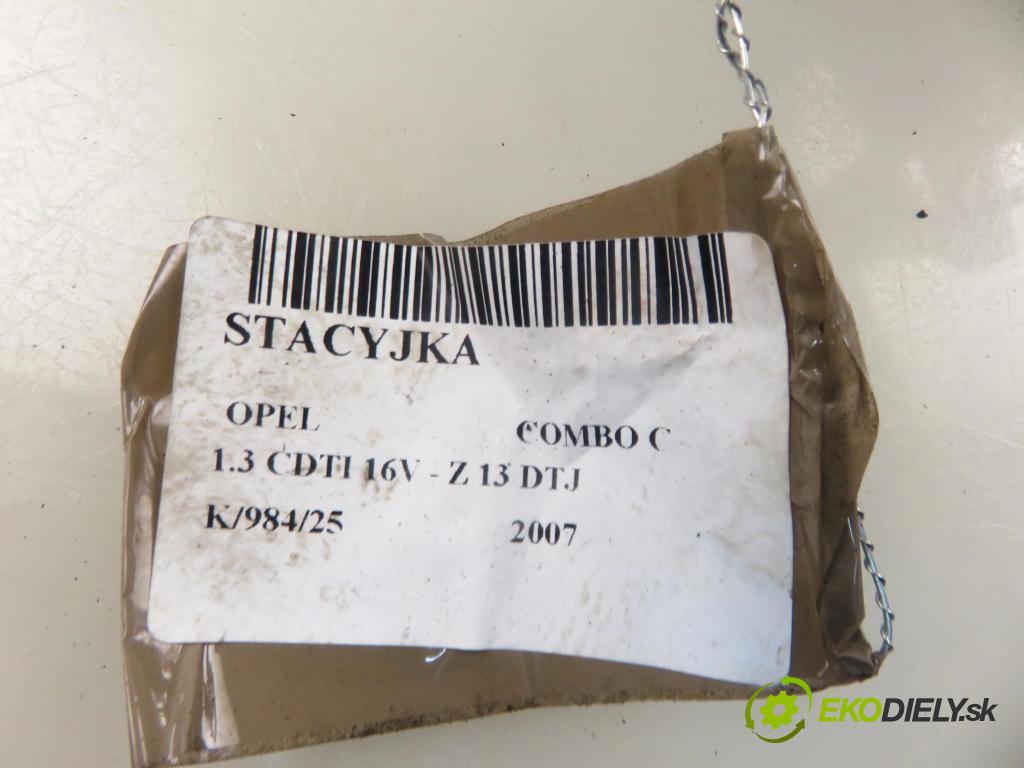 STACYJKA
OPEL COMBO C
1.3 CDTI 16V - Z 13 DTJ
K/984/25 2007
EKODIELY.sk